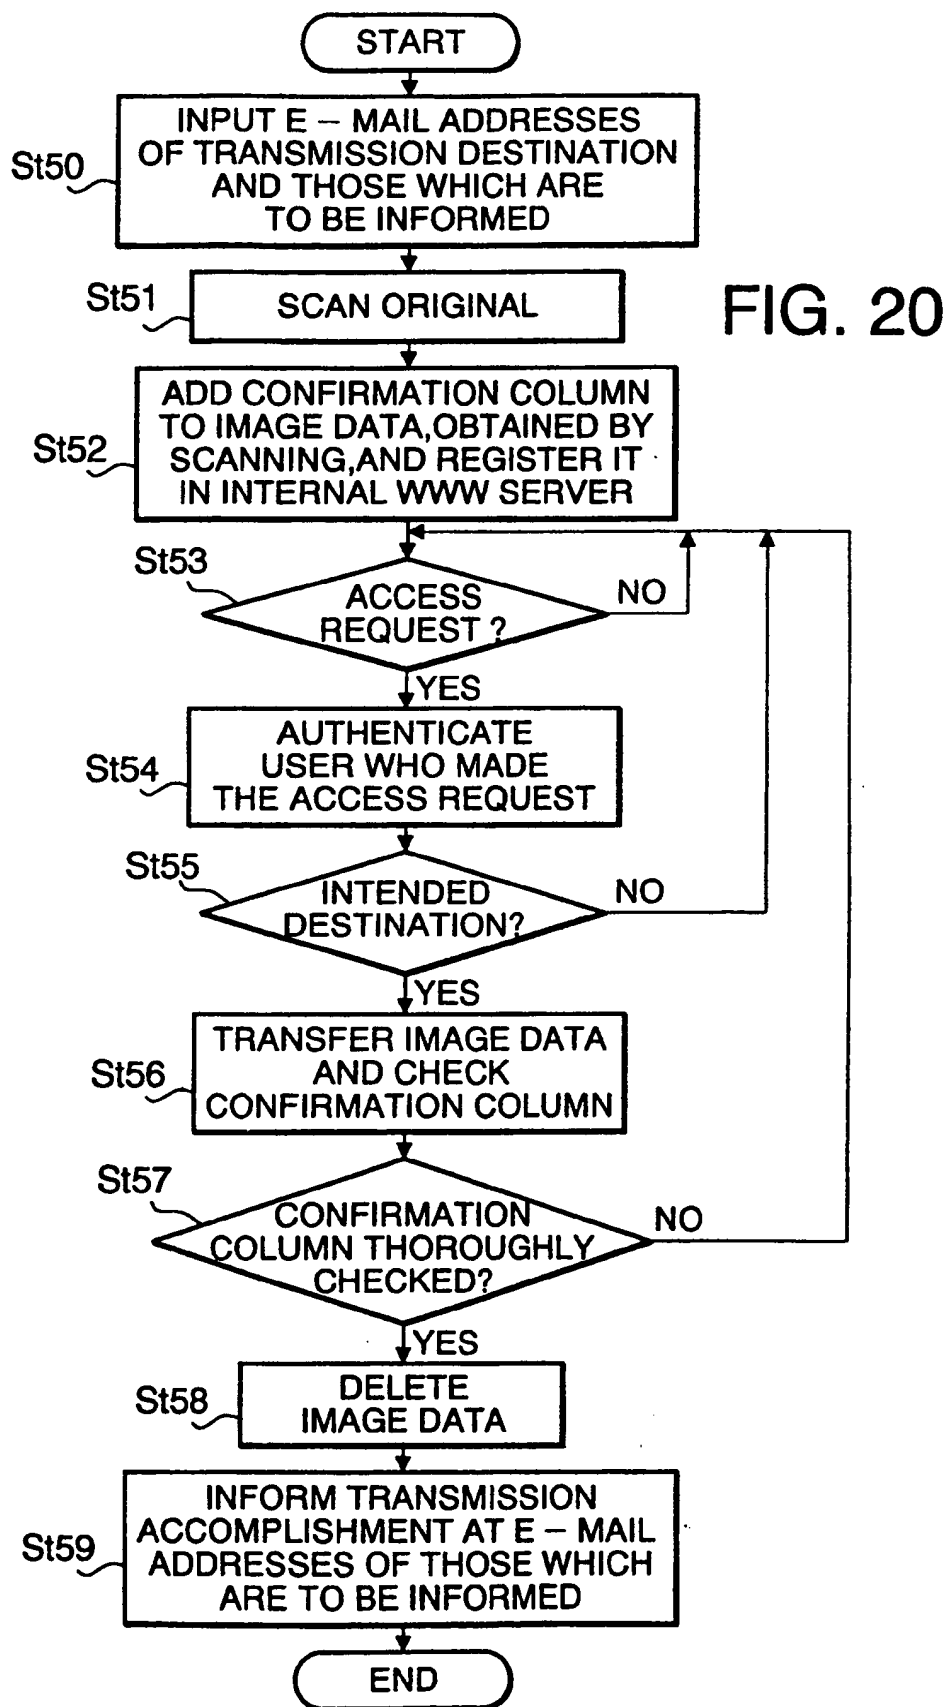 START
INPUT E – MAIL ADDRESSES
OF TRANSMISSION DESTINATION
AND THOSE WHICH ARE
TO BE INFORMED
St50
SCAN ORIGINAL
St51
FIG. 20
ADD CONFIRMATION COLUMN
TO IMAGE DATA,OBTAINED BY
SCANNING,AND REGISTER IT
IN INTERNAL WWW SERVER
St52
St53
ACCESS
REQUEST ?
NO
YES
AUTHENTICATE
USER WHO MADE
THE ACCESS REQUEST
St54
St55
INTENDED
DESTINATION?
NO
YES
TRANSFER IMAGE DATA
AND CHECK
CONFIRMATION COLUMN
St56
St57
CONFIRMATION
COLUMN THOROUGHLY
CHECKED?
NO
YES
DELETE
IMAGE DATA
St58
INFORM TRANSMISSION
ACCOMPLISHMENT AT E – MAIL
ADDRESSES OF THOSE WHICH
ARE TO BE INFORMED
St59
END